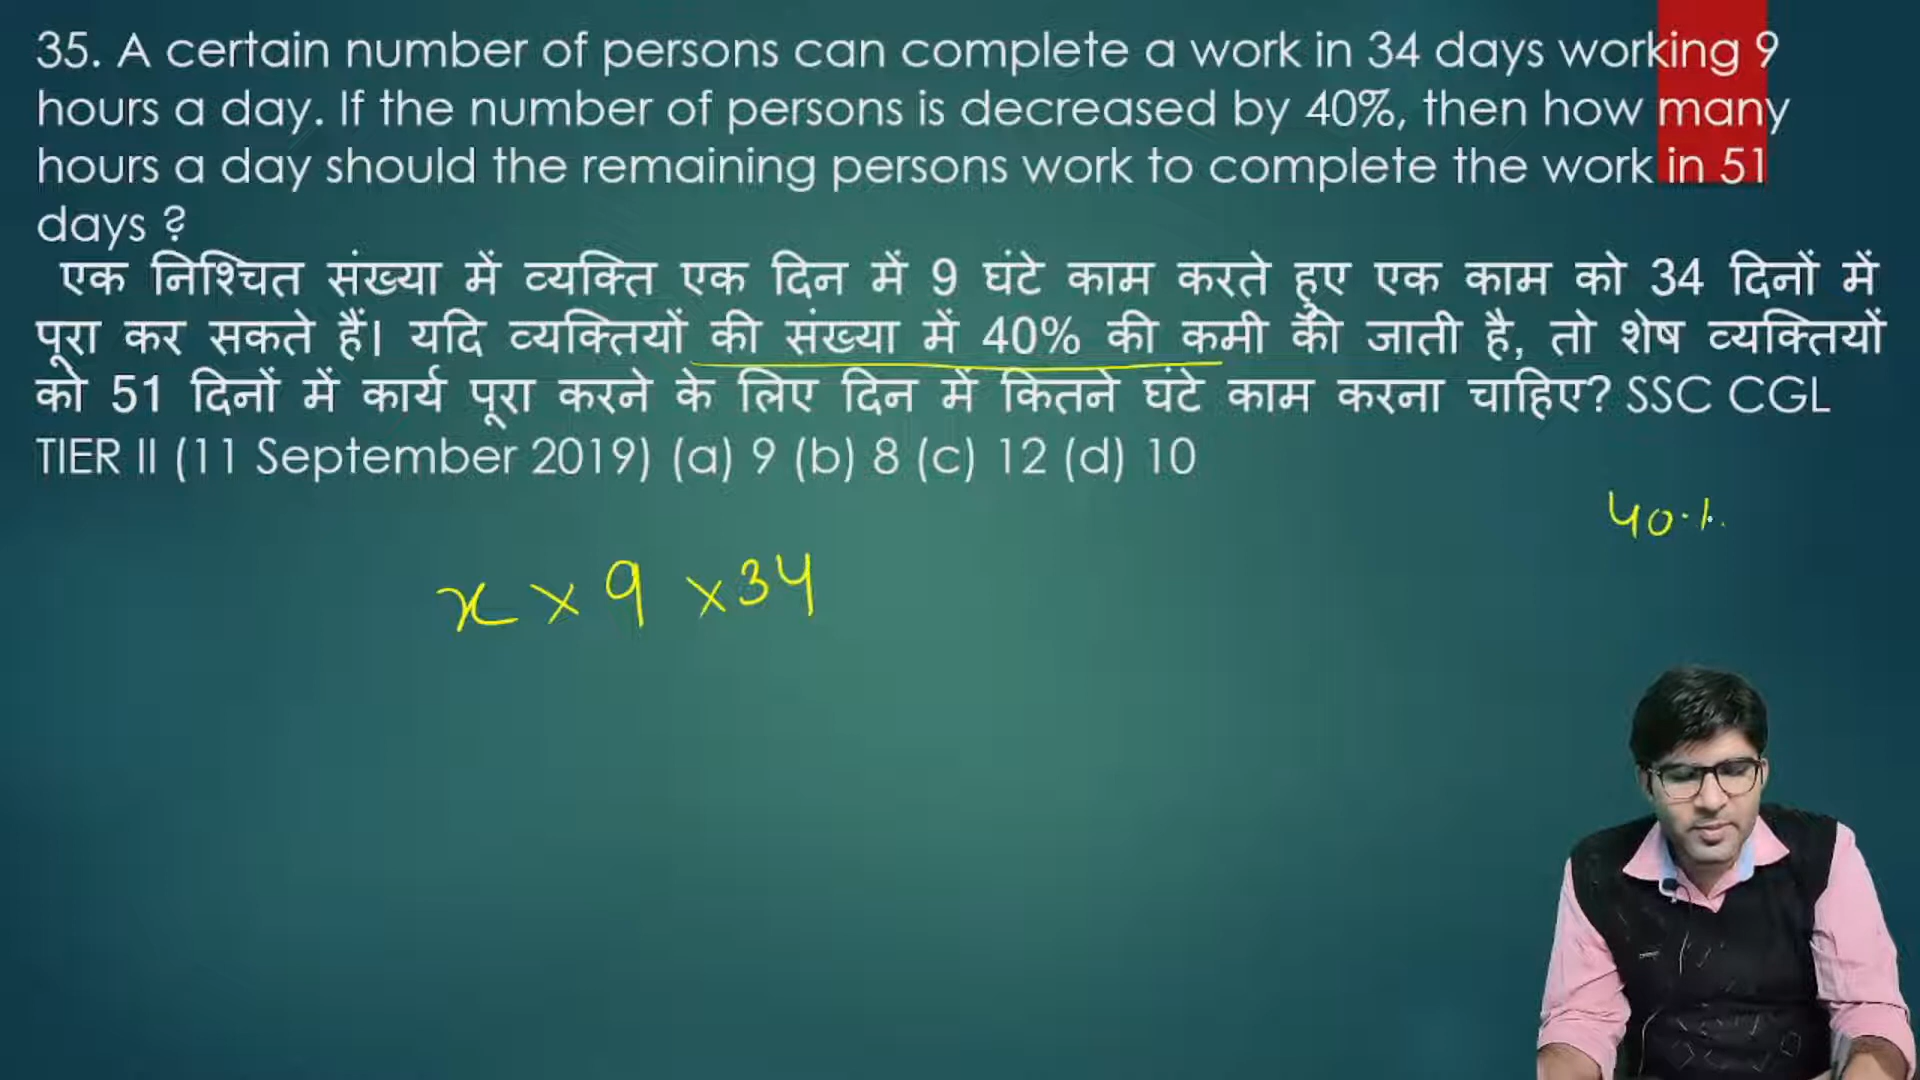 35. A certain number of persons can complete a work in 34 days working 9
hours a day. If the number of persons is decreased by 40%, then how many
hours a day should the remaining persons work to complete the work in 51
days ?
एक निश्चित संख्या में व्यक्ति एक दिन में 9 घंटे काम करते हुए एक काम को 34 दिनों में
पूरा कर सकते हैं। यदि व्यक्तियों की संख्या में 40% की कमी की जाती है, तो शेष व्यक्तियों
को 51 दिनों में कार्य पूरा करने के लिए दिन में कितने घंटे काम करना चाहिए? SSC CGL
TIER II (11 September 2019) (a) 9 (b) 8 (c) 12 (d) 10
40%
x × 9 × 34